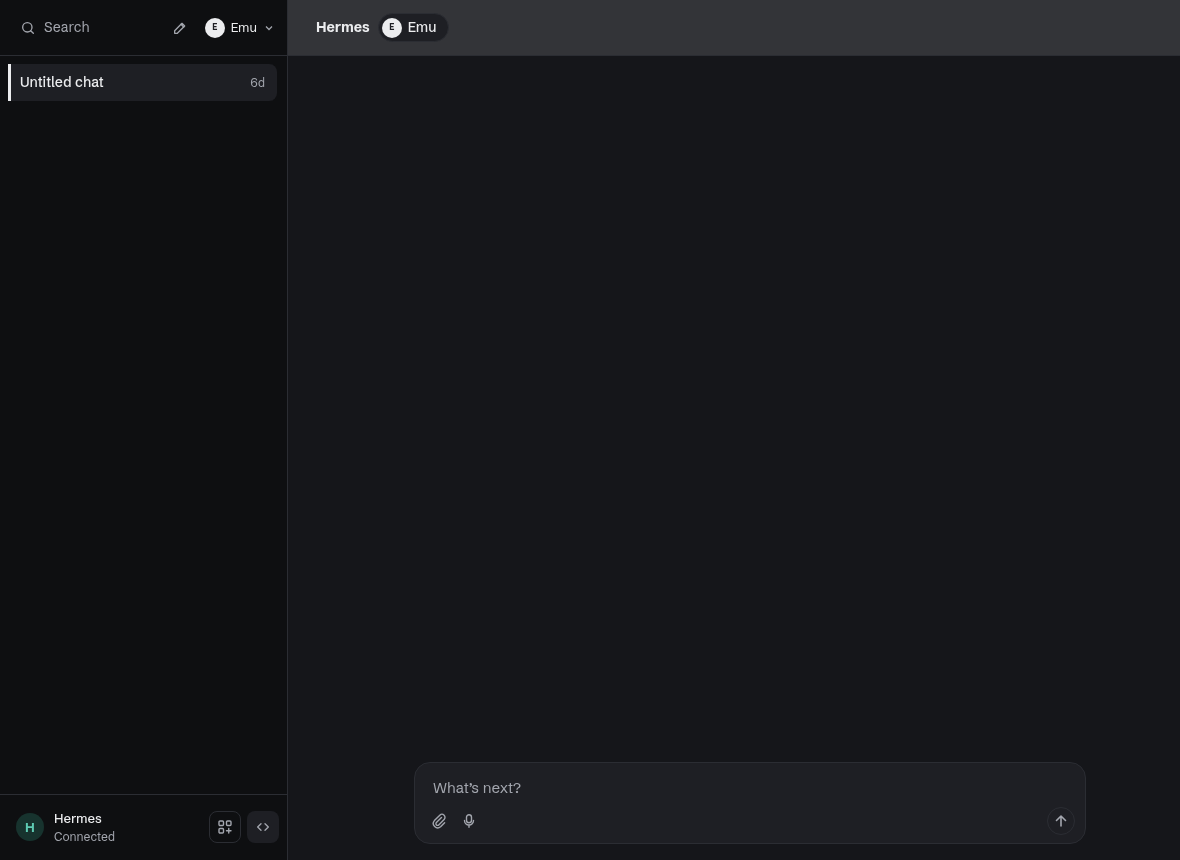 Search
E Emu
Untitled chat 6d
Hermes
Connected
Hermes E Emu
What's next?
H